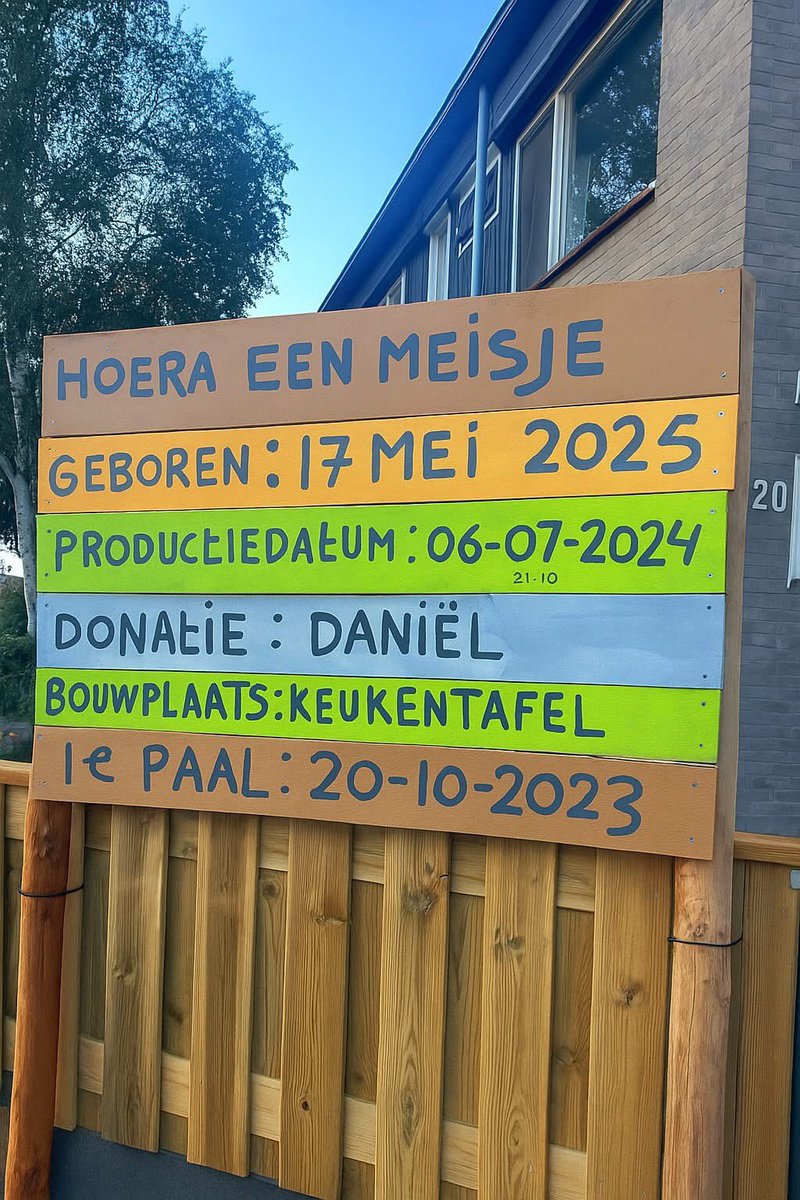 HOERA EEN MEISJE
GEBOREN: 17 MEI 2025
PRODUCTIEDATUM: 06-07-2024
21-10
DONATIE: DANIËL
BOUWPLAATS: KEUKENTAFEL
1e PAAL: 20-10-2023
20